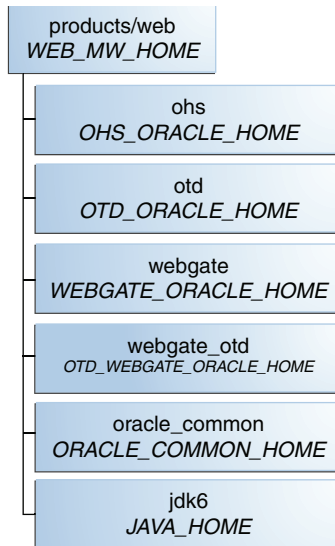 products/web
WEB_MW_HOME
ohs
OHS_ORACLE_HOME
otd
OTD_ORACLE_HOME
webgate
WEBGATE_ORACLE_HOME
webgate_otd
OTD_WEBGATE_ORACLE_HOME
oracle_common
ORACLE_COMMON_HOME
jdk6
JAVA_HOME